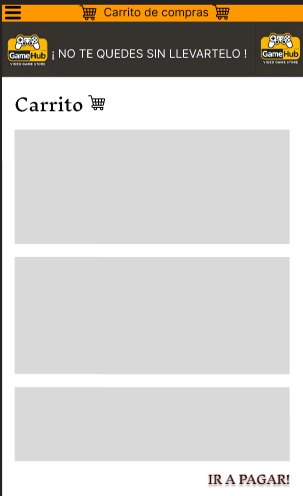 Carrito de compras
GameHub
VIDEO GAME STORE
¡ NO TE QUEDES SIN LLEVARTELO !
GameHub
VIDEO GAME STORE
Carrito
IR A PAGAR!